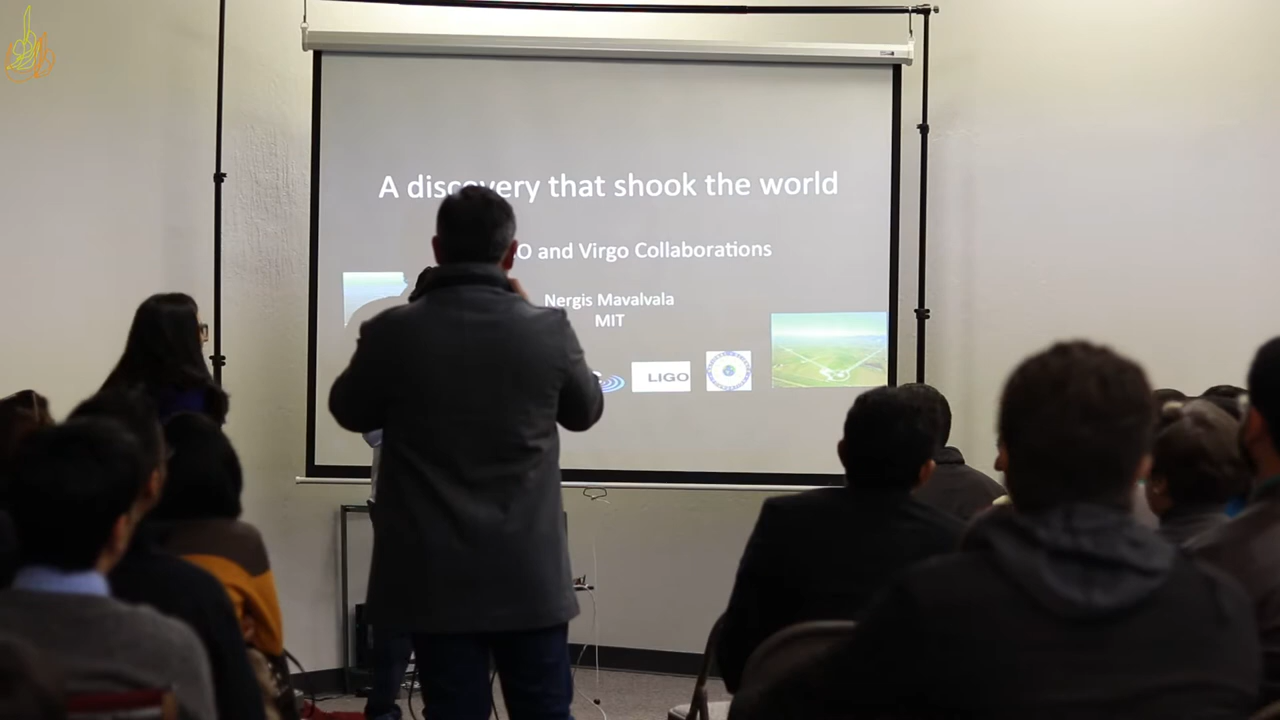 A discovery that shook the world
O and Virgo Collaborations
Nergis Mavalvala
MIT
LIGO